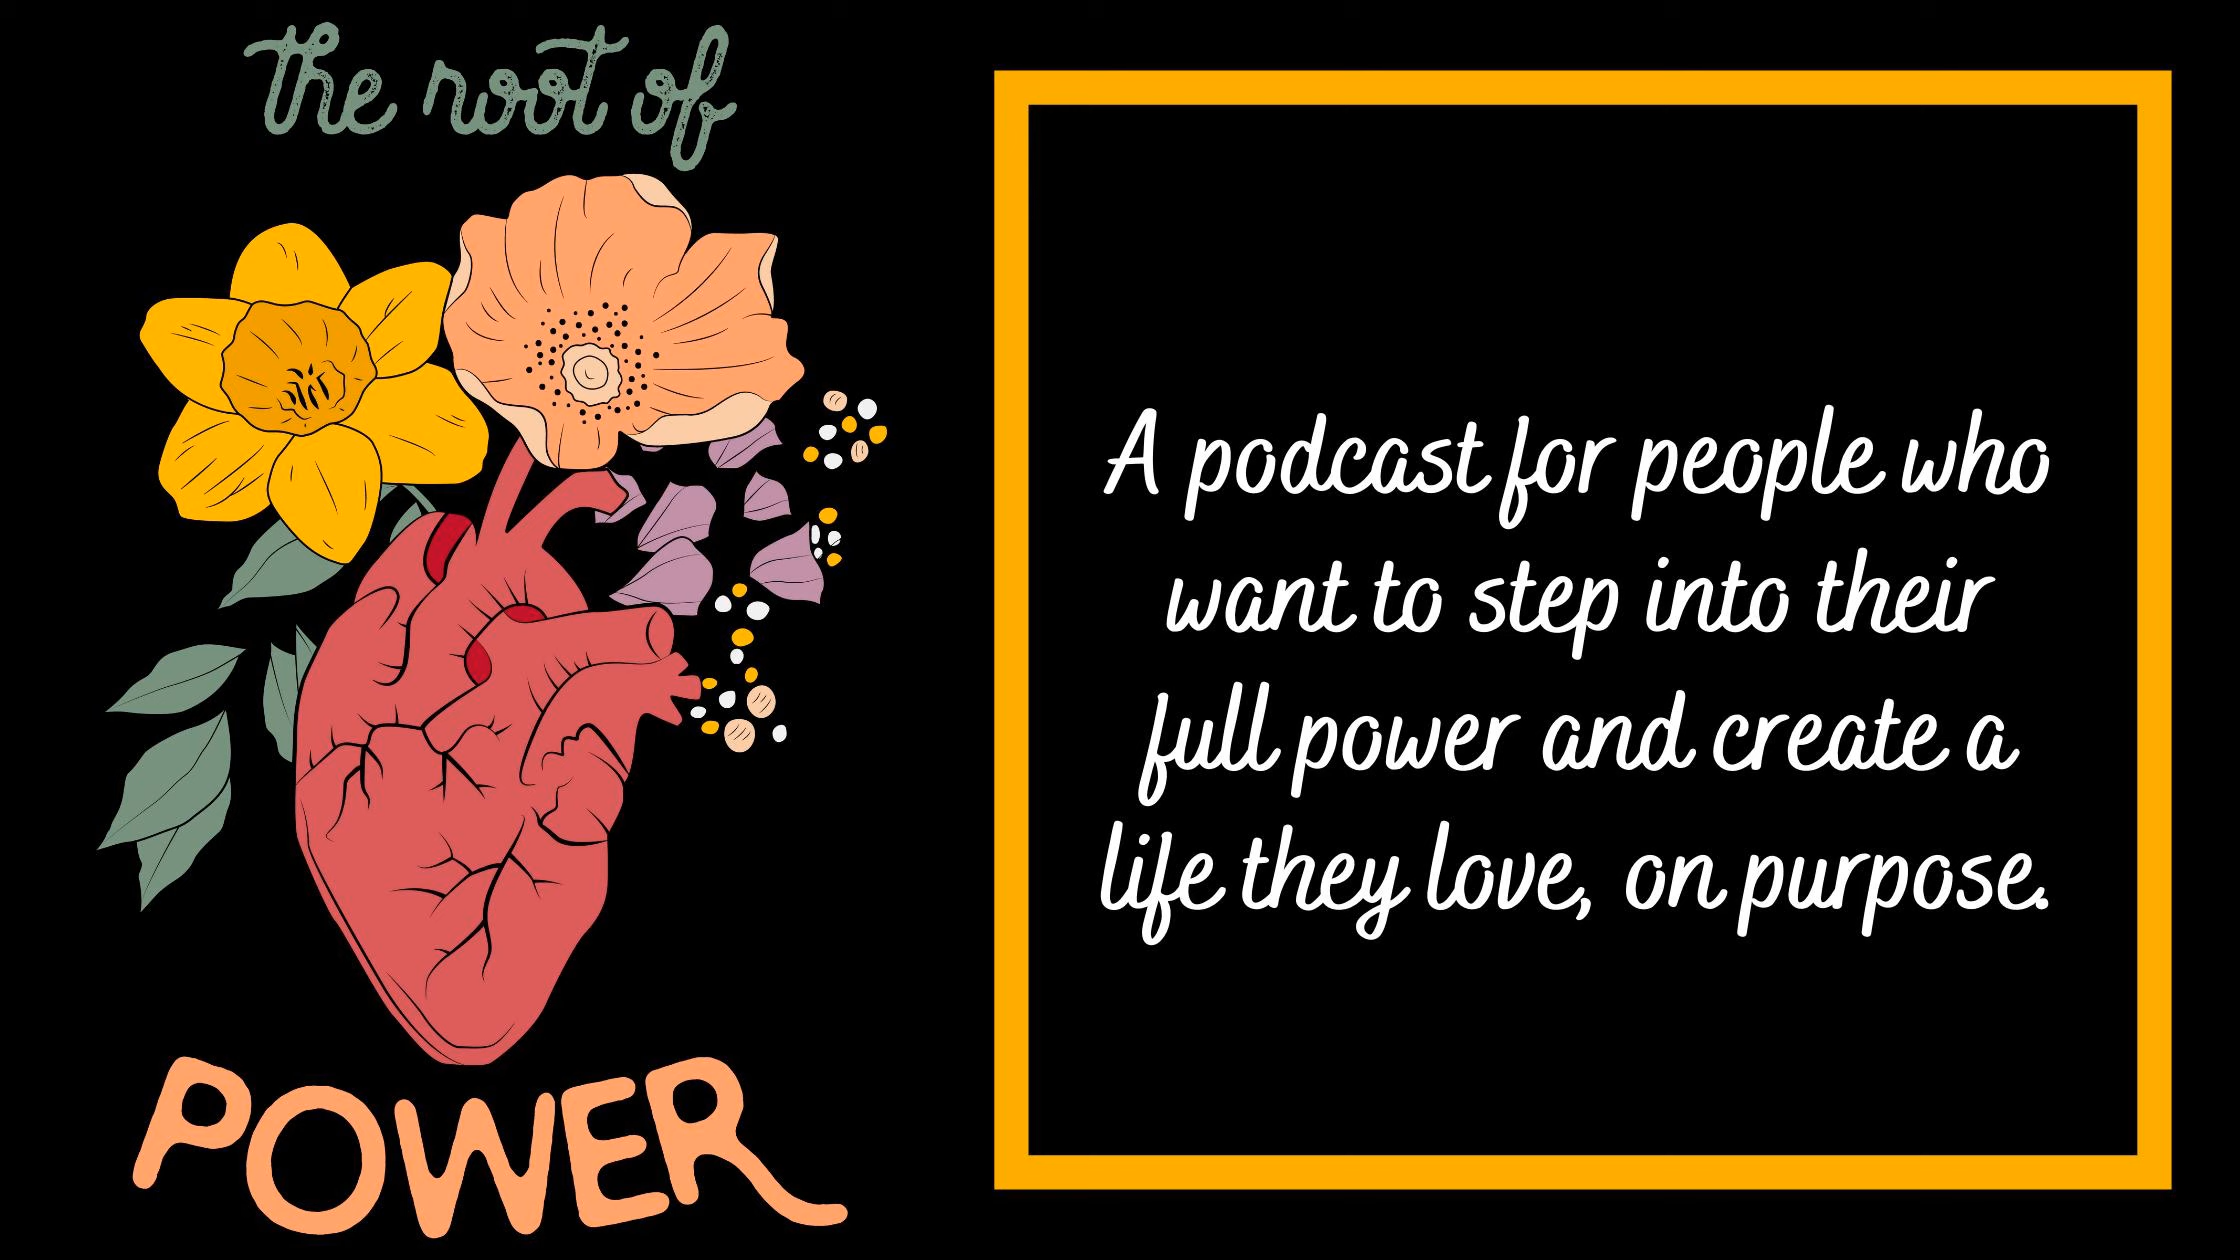 the root of
POWER
A podcast for people who
want to step into their
full power and create a
life they love, on purpose.